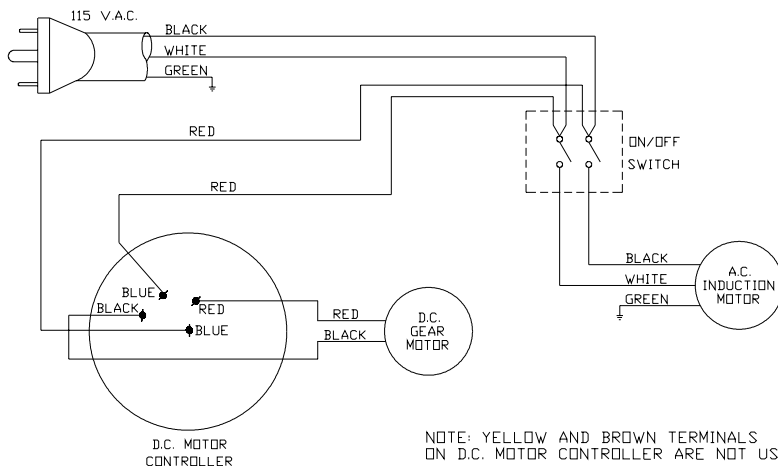 115 V.A.C.
BLACK
WHITE
GREEN
RED
ON/OFF
SWITCH
RED
BLACK
WHITE
GREEN
A.C.
INDUCTION
MOTOR
BLUE
BLACK
RED
BLUE
RED
BLACK
D.C.
GEAR
MOTOR
D.C. MOTOR
CONTROLLER
NOTE: YELLOW AND BROWN TERMINALS
ON D.C. MOTOR CONTROLLER ARE NOT US